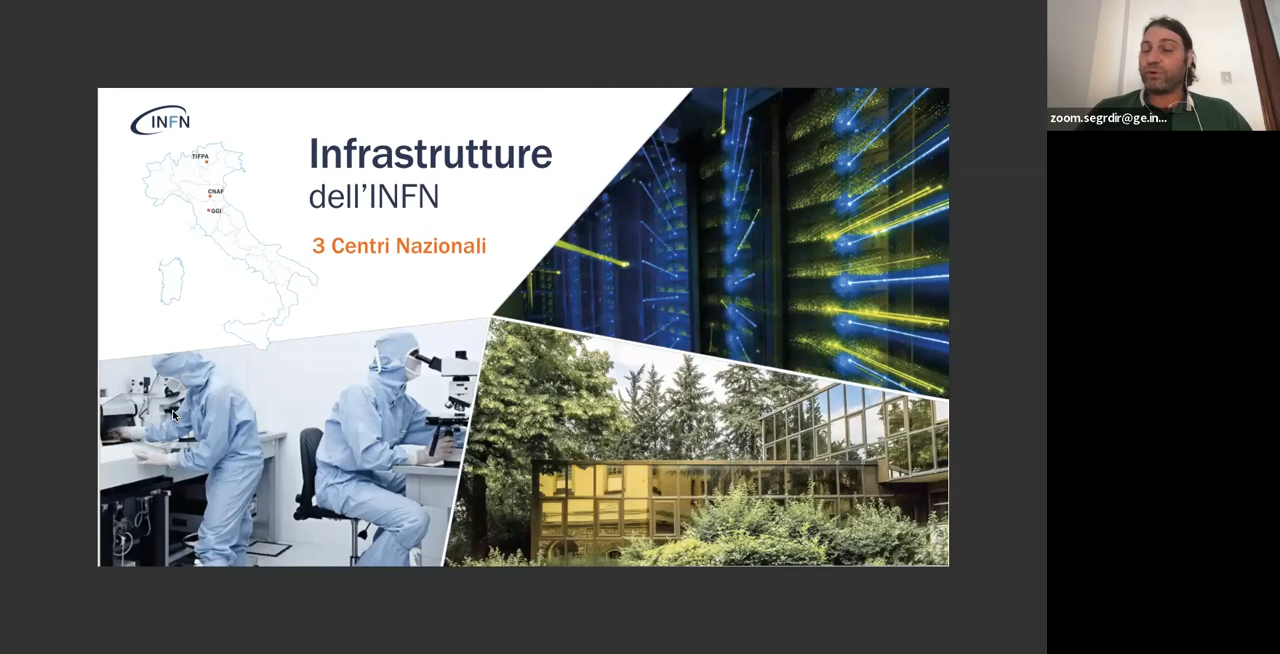 INFN
TIFPA
CNAF
GGI
Infrastrutture
dell'INFN
3 Centri Nazionali
zoom.segrdir@ge.in...